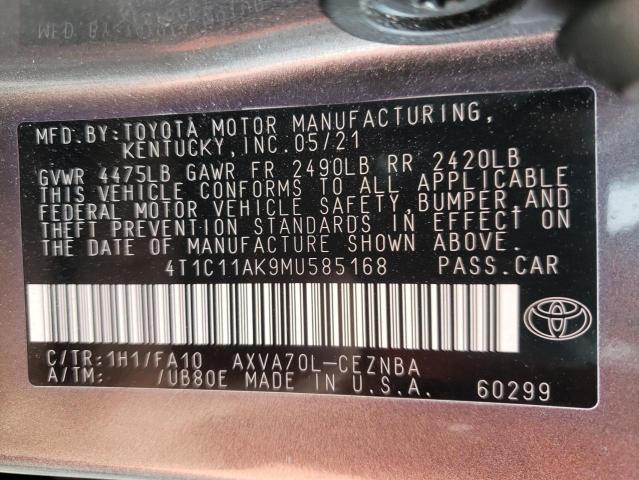 MFD.BY:TOYOTA MOTOR MANUFACTURING,
KENTUCKY,INC.05/21
GVWR 4475LB GAWR FR 2490LB RR 2420LB
THIS VEHICLE CONFORMS TO ALL APPLICABLE
FEDERAL MOTOR VEHICLE SAFETY,BUMPER,AND
THEFT PREVENTION STANDARDS IN EFFECT ON
THE DATE OF MANUFACTURE SHOWN ABOVE.
4T1C11AK9MU585168 PASS.CAR
C/TR:1H1/FA10 AXVA70L-CEZNBA
A/TM: /UB80E MADE IN U.S.A. 60299
TOYOTA